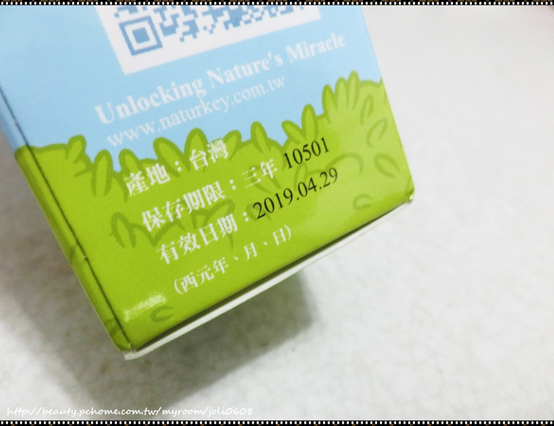 Unlocking Nature's Miracle
www.naturkey.com.tw
產地：台灣
保存期限：三年 10501
有效日期：2019.04.29
（西元年、月、日）
http://beauty.pchome.com.tw/myroom/joli0608